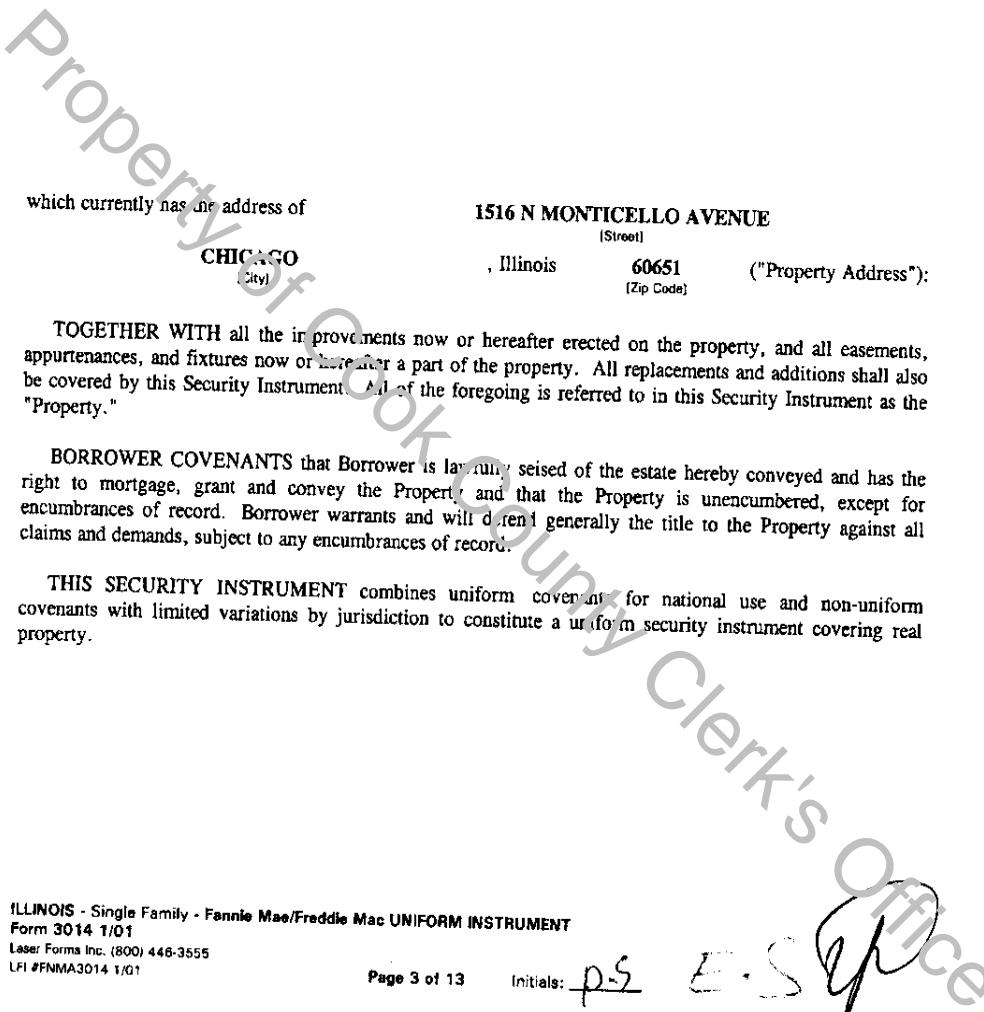 Property of Cook County Clerk's Office
which currently has the address of 1516 N MONTICELLO AVENUE
[Street]
CHICAGO , Illinois 60651 ("Property Address"):
[City] [Zip Code]
TOGETHER WITH all the improvements now or hereafter erected on the property, and all easements,
appurtenances, and fixtures now or hereafter a part of the property. All replacements and additions shall also
be covered by this Security Instrument. All of the foregoing is referred to in this Security Instrument as the
"Property."
BORROWER COVENANTS that Borrower is lawfully seised of the estate hereby conveyed and has the
right to mortgage, grant and convey the Property and that the Property is unencumbered, except for
encumbrances of record. Borrower warrants and will defend generally the title to the Property against all
claims and demands, subject to any encumbrances of record.
THIS SECURITY INSTRUMENT combines uniform covenants for national use and non-uniform
covenants with limited variations by jurisdiction to constitute a uniform security instrument covering real
property.
ILLINOIS - Single Family - Fannie Mae/Freddie Mac UNIFORM INSTRUMENT
Form 3014 1/01
Laser Forms Inc. (800) 446-3555
LFI #FNMA3014 1/01
Page 3 of 13 Initials: p.S E.S